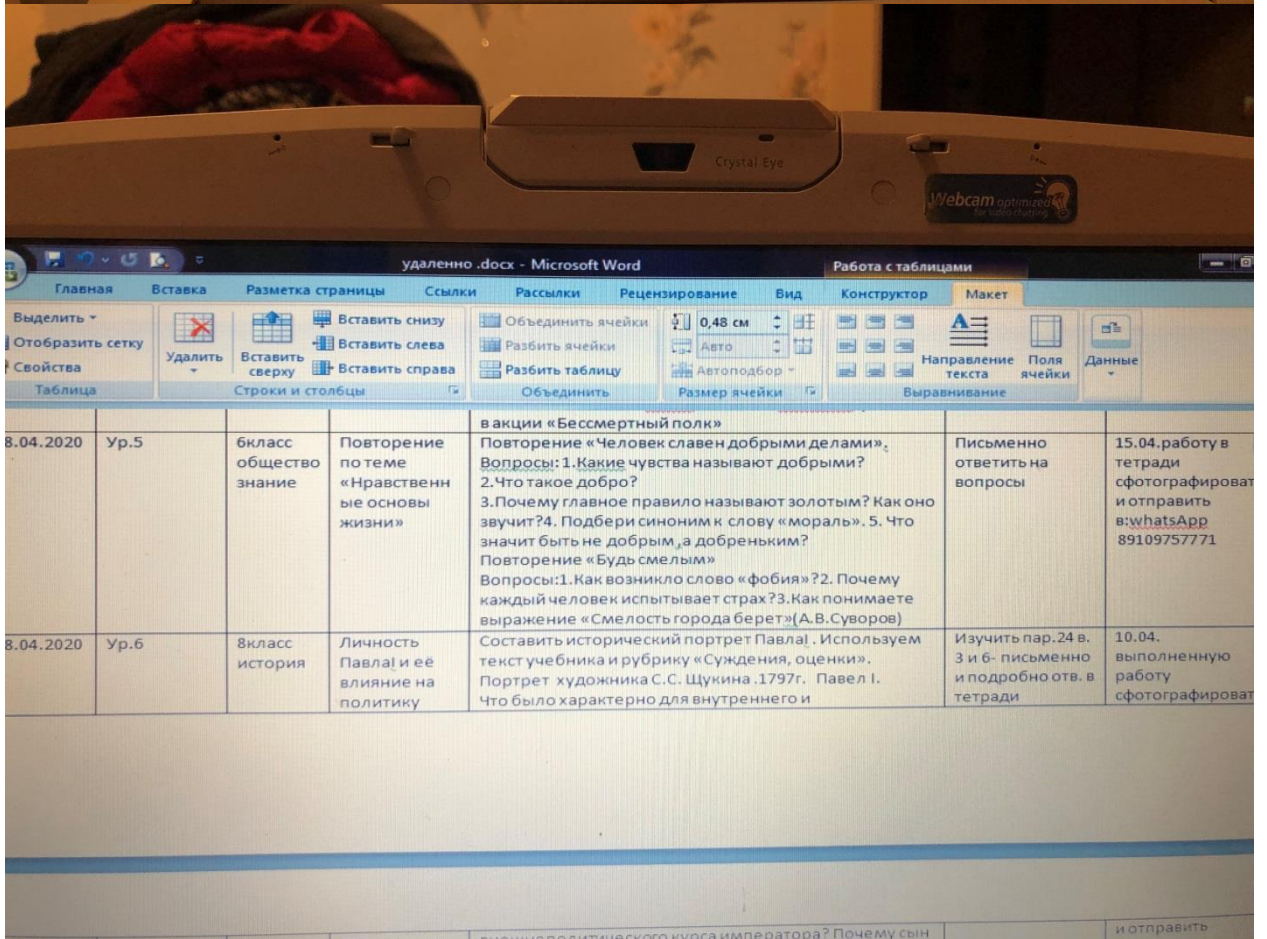 Crystal Eye
Webcam optimized
for video chatting
удаленно .docx - Microsoft Word
Работа с таблицами
Главная Вставка Разметка страницы Ссылки Рассылки Рецензирование Вид Конструктор Макет
Выделить
Отобразить сетку
Свойства
Таблица
Удалить
Вставить сверху
Вставить снизу
Вставить слева
Вставить справа
Строки и столбцы
Объединить ячейки
Разбить ячейки
Разбить таблицу
Объединить
0,48 см
Авто
Автоподбор
Размер ячейки
Направление текста
Поля ячейки
Выравнивание
Данные
в акции «Бессмертный полк»
8.04.2020
Ур.5
6класс
общество
знание
Повторение
по теме
«Нравственн
ые основы
жизни»
Повторение «Человек славен добрыми делами».
Вопросы: 1.Какие чувства называют добрыми?
2.Что такое добро?
3.Почему главное правило называют золотым? Как оно
звучит?4. Подбери синоним к слову «мораль». 5. Что
значит быть не добрым ,а добреньким?
Повторение «Будь смелым»
Вопросы:1.Как возникло слово «фобия»?2. Почему
каждый человек испытывает страх?3.Как понимаете
выражение «Смелость города берет»(А.В.Суворов)
Письменно
ответить на
вопросы
15.04.работу в
тетради
сфотографироват
и отправить
в:whatsApp
89109757771
8.04.2020
Ур.6
8класс
история
Личность
ПавлаI и её
влияние на
политику
Составить исторический портрет ПавлаI . Используем
текст учебника и рубрику «Суждения, оценки».
Портрет художника С.С. Щукина .1797г. Павел I.
Что было характерно для внутреннего и
Изучить пар.24 в.
3 и 6- письменно
и подробно отв. в
тетради
10.04.
выполненную
работу
сфотографироват
внешнеполитического курса императора? Почему сын
и отправить